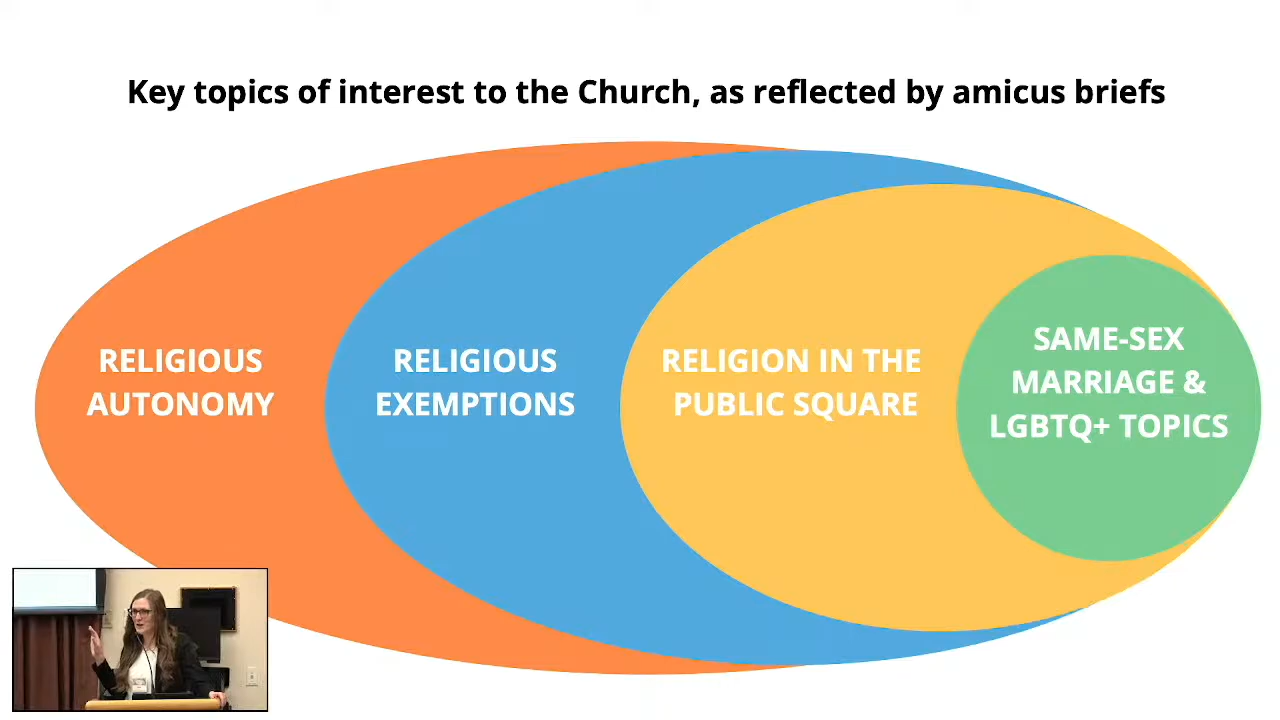 Key topics of interest to the Church, as reflected by amicus briefs
RELIGIOUS
AUTONOMY
RELIGIOUS
EXEMPTIONS
RELIGION IN THE
PUBLIC SQUARE
SAME-SEX
MARRIAGE &
LGBTQ+ TOPICS